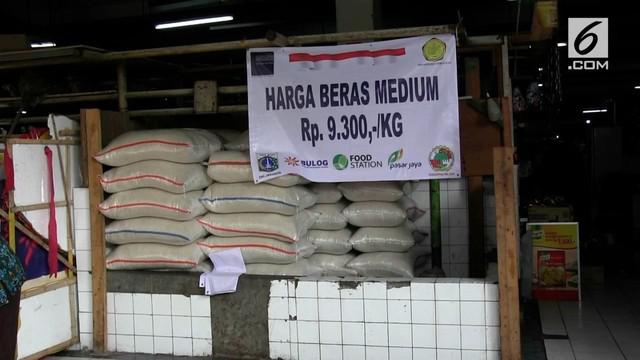 6
.COM
HARGA BERAS MEDIUM
Rp. 9.300,-/KG
BULOG
FOOD STATION
pasar jaya